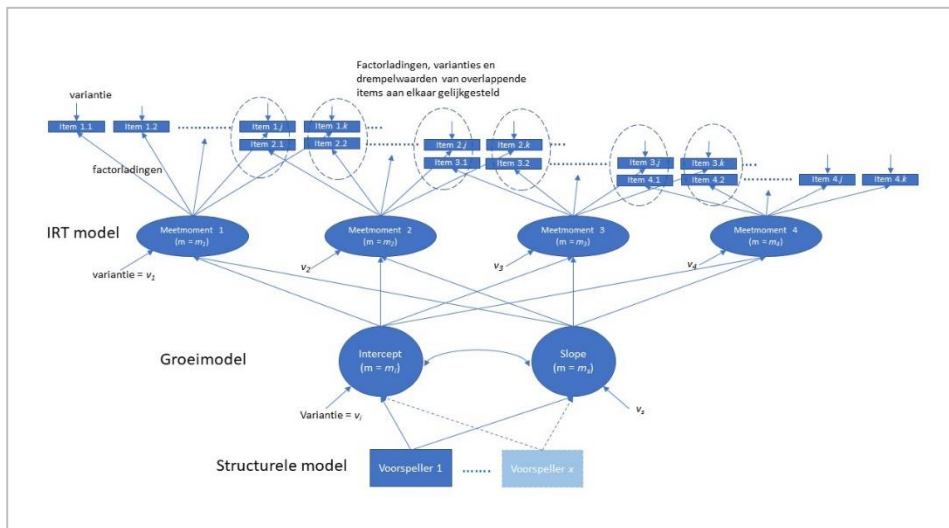 Factorladingen, varianties en
drempelwaarden van overlappende
items aan elkaar gelijkgesteld
variantie
Item 1.1
Item 1.2
Item 1.j
Item 1.k
Item 2.1
Item 2.2
Item 2.j
Item 2.k
Item 3.1
Item 3.2
Item 3.j
Item 3.k
Item 4.1
Item 4.2
Item 4.j
Item 4.k
factorladingen
IRT model
Meetmoment 1
(m = m₁)
Meetmoment 2
(m = m₂)
Meetmoment 3
(m = m₃)
Meetmoment 4
(m = m₄)
variantie = v₁
v₂
v₃
v₄
Groeimodel
Intercept
(m = mᵢ)
Slope
(m = mₛ)
Variantie = vᵢ
vₛ
Structurele model
Voorspeller 1
.......
Voorspeller x